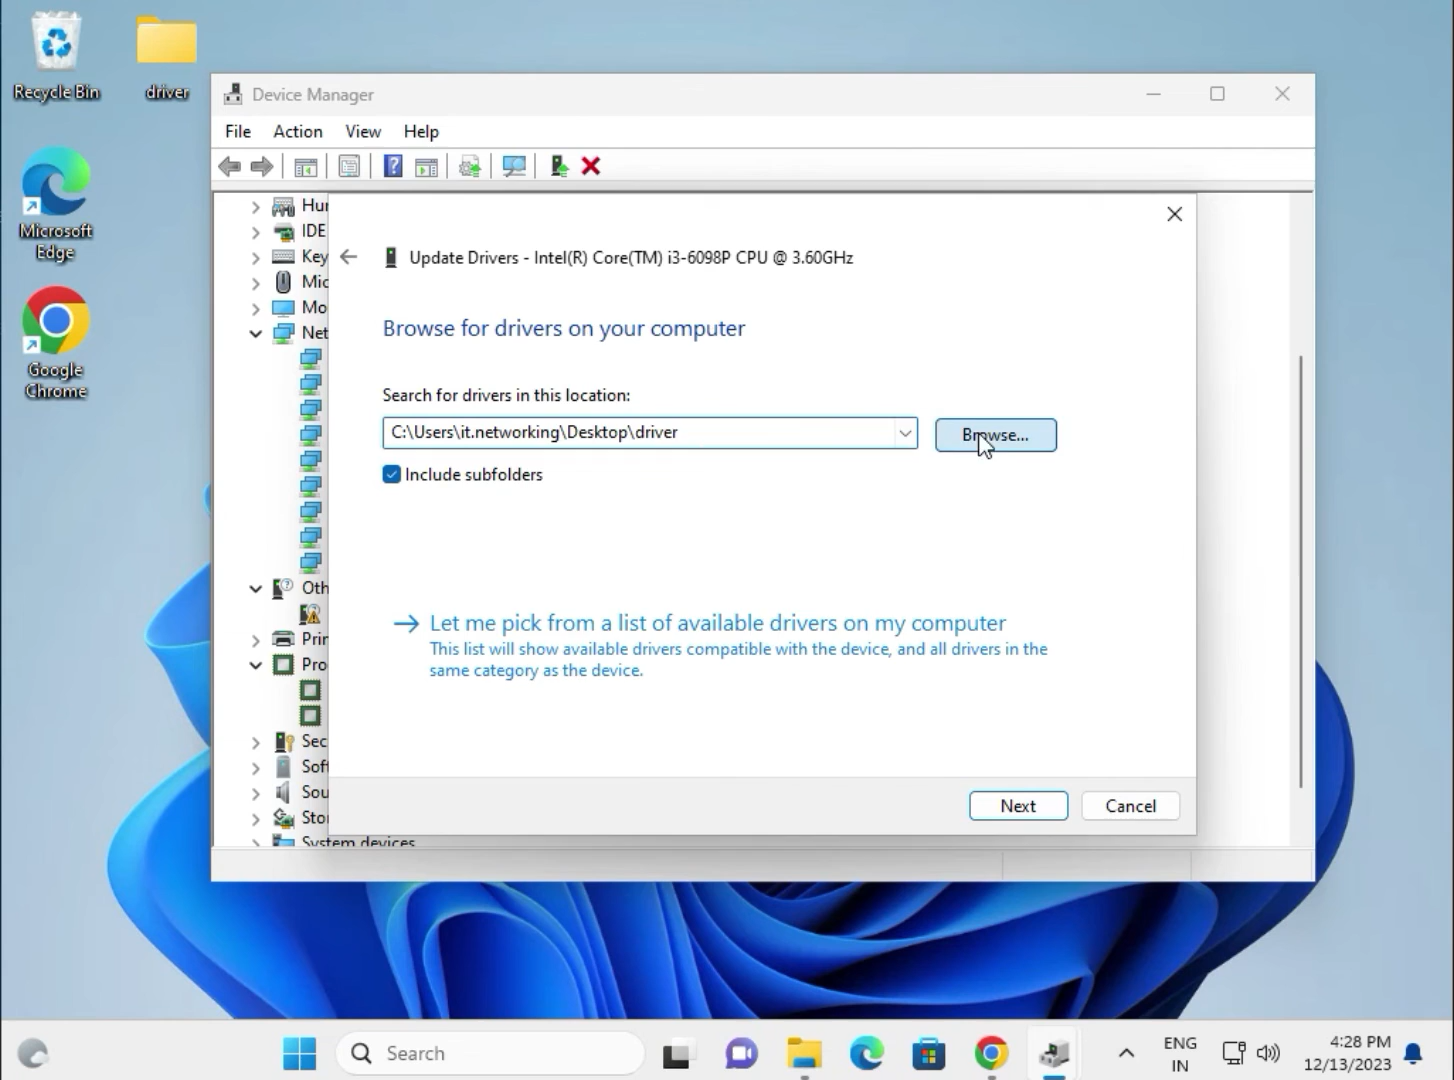 Recycle Bin
driver
Microsoft
Edge
Google
Chrome
Device Manager
File Action View Help
Hur
IDE
Key
Mic
Mo
Net
Oth
Prir
Pro
Sec
Soft
Sou
Stor
System devices
Update Drivers - Intel(R) Core(TM) i3-6098P CPU @ 3.60GHz
Browse for drivers on your computer
Search for drivers in this location:
C:\Users\it.networking\Desktop\driver
Browse...
Include subfolders
Let me pick from a list of available drivers on my computer
This list will show available drivers compatible with the device, and all drivers in the
same category as the device.
Next Cancel
Search
ENG
IN
4:28 PM
12/13/2023